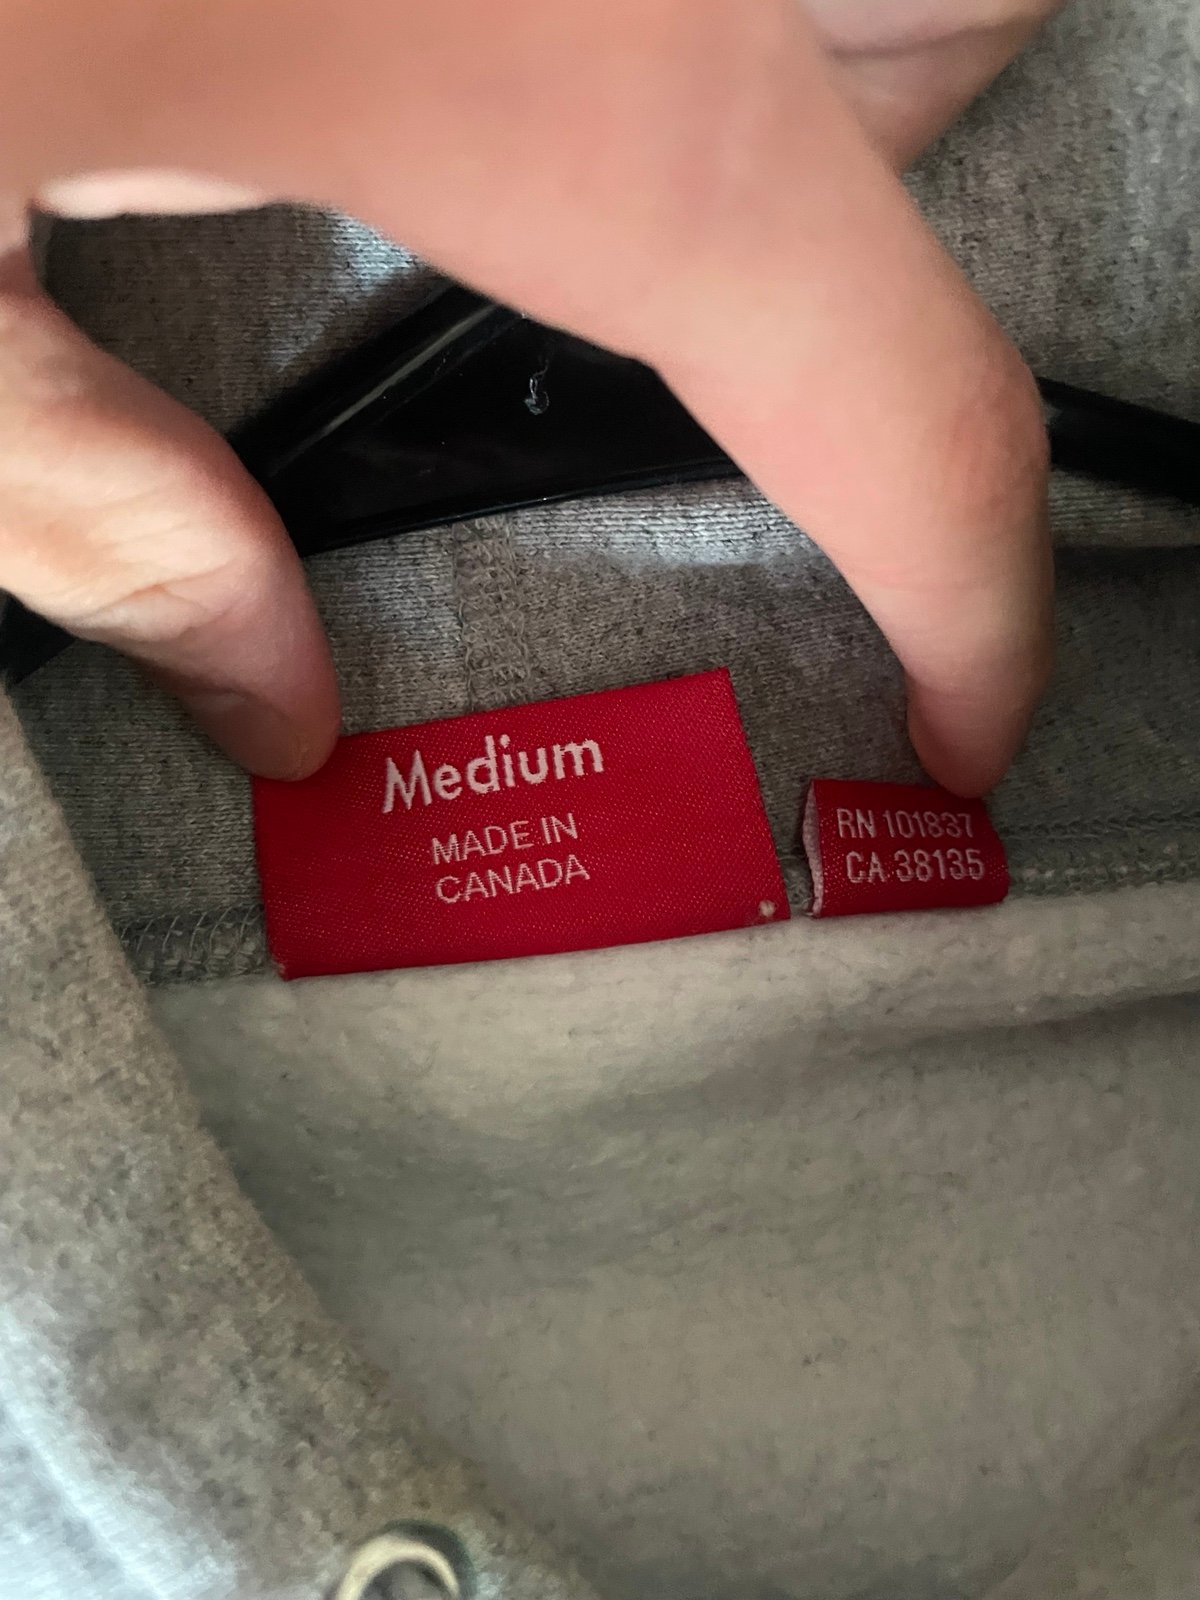 Medium
MADE IN
CANADA
RN 101837
CA 38135